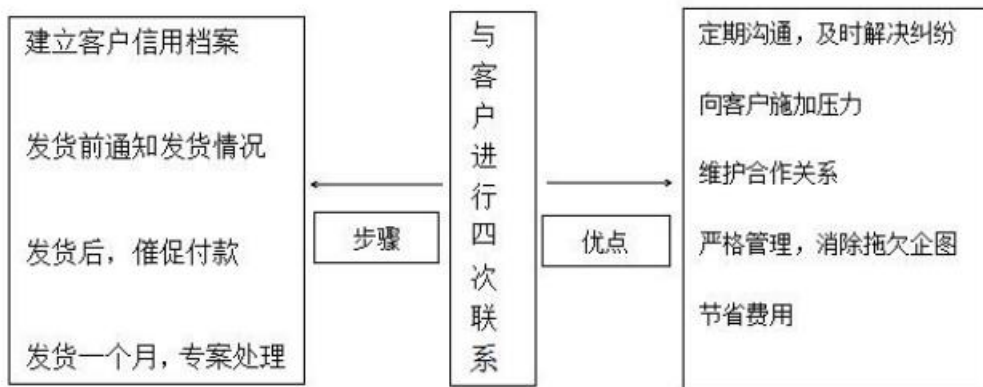 建立客户信用档案
发货前通知发货情况
发货后，催促付款
发货一个月，专案处理
步骤
与客户进行四次联系
优点
定期沟通，及时解决纠纷
向客户施加压力
维护合作关系
严格管理，消除拖欠企图
节省费用